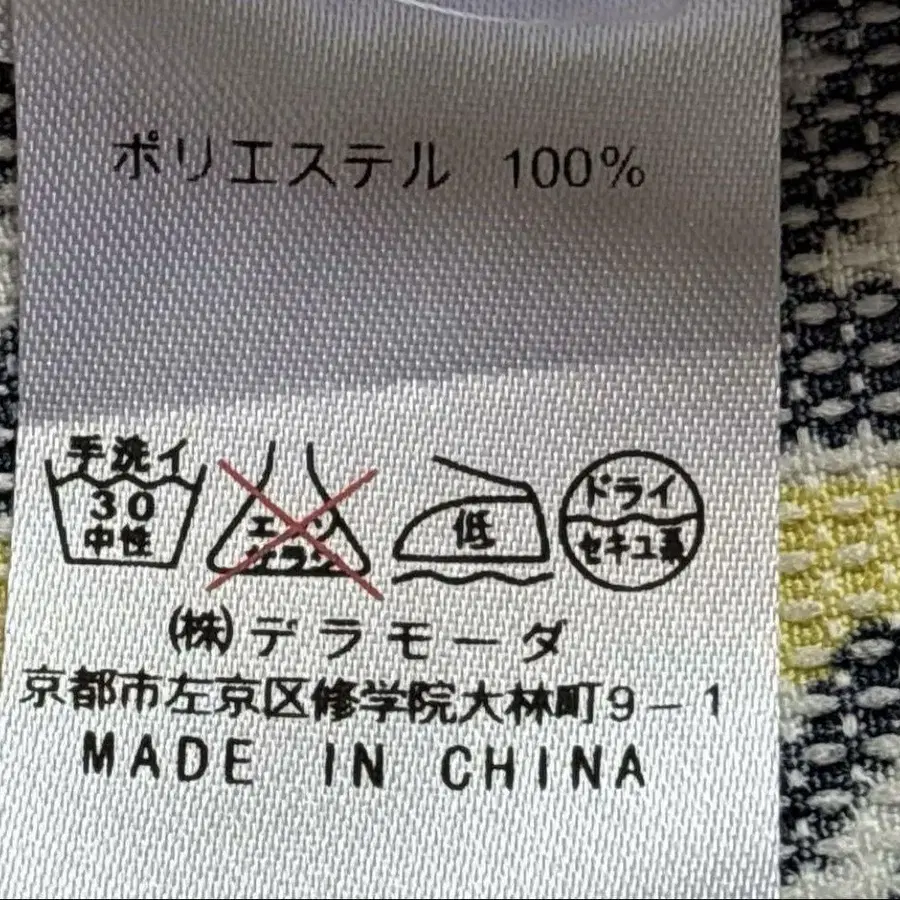 ポリエステル 100%
手洗イ
30
中性
エンソ
サラシ
低
ドライ
セキユ系
㈱デラモーダ
京都市左京区修学院大林町9-1
MADE IN CHINA